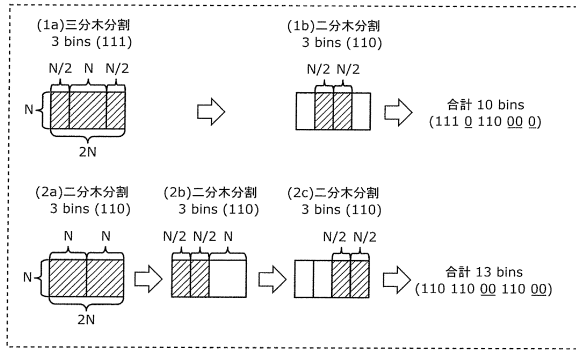 (1a)三分木分割
3 bins (111)
N/2 N N/2
N
2N
(1b)二分木分割
3 bins (110)
N/2 N/2
合計 10 bins
(111 0 110 00 0)
(2a)二分木分割
3 bins (110)
N N
N
2N
(2b)二分木分割
3 bins (110)
N/2 N/2 N
(2c)二分木分割
3 bins (110)
N/2 N/2
合計 13 bins
(110 110 00 110 00)